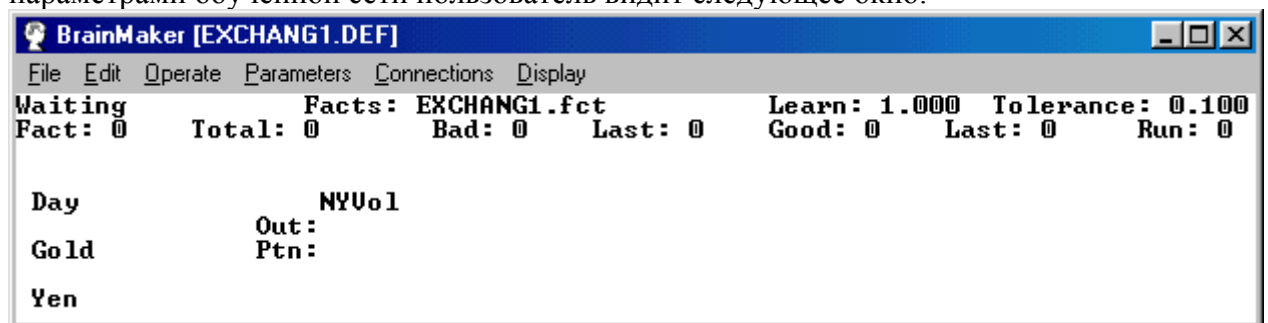 параметрами обученной сети пользователь видит следующее окно:
BrainMaker [EXCHANG1.DEF]
File Edit Operate Parameters Connections Display
Waiting Facts: EXCHANG1.fct Learn: 1.000 Tolerance: 0.100
Fact: 0 Total: 0 Bad: 0 Last: 0 Good: 0 Last: 0 Run: 0
Day NYVol
Out:
Gold Ptn:
Yen